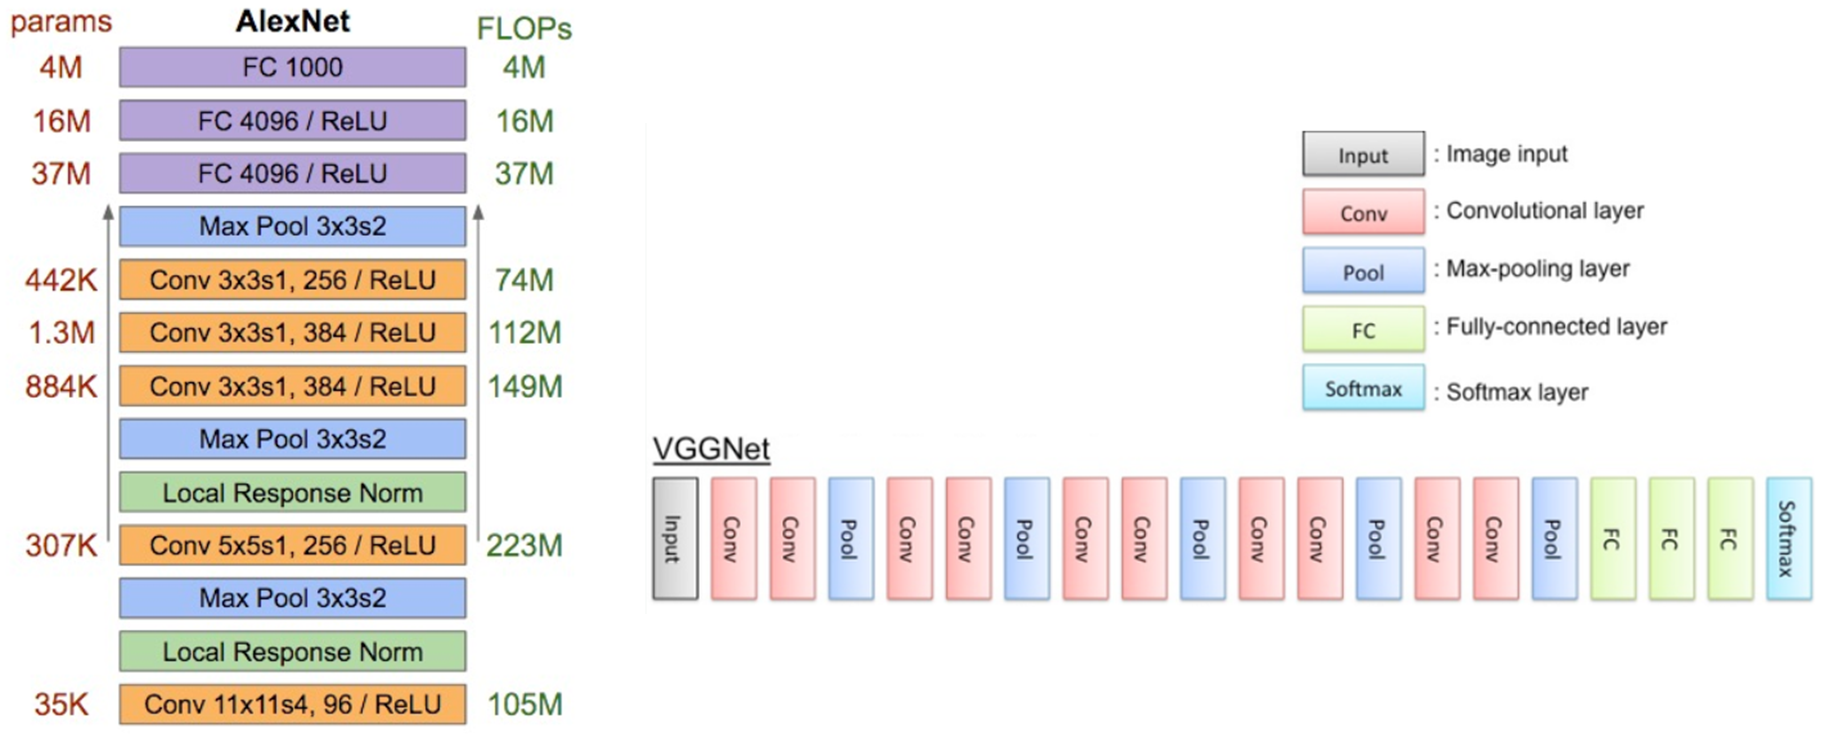 params AlexNet FLOPs
4M FC 1000 4M
16M FC 4096 / ReLU 16M
37M FC 4096 / ReLU 37M
Max Pool 3x3s2
442K Conv 3x3s1, 256 / ReLU 74M
1.3M Conv 3x3s1, 384 / ReLU 112M
884K Conv 3x3s1, 384 / ReLU 149M
Max Pool 3x3s2
Local Response Norm
307K Conv 5x5s1, 256 / ReLU 223M
Max Pool 3x3s2
Local Response Norm
35K Conv 11x11s4, 96 / ReLU 105M
Input : Image input
Conv : Convolutional layer
Pool : Max-pooling layer
FC : Fully-connected layer
Softmax : Softmax layer
VGGNet
Input
Conv
Conv
Pool
Conv
Conv
Pool
Conv
Conv
Pool
Conv
Conv
Pool
Conv
Conv
Pool
FC
FC
FC
Softmax